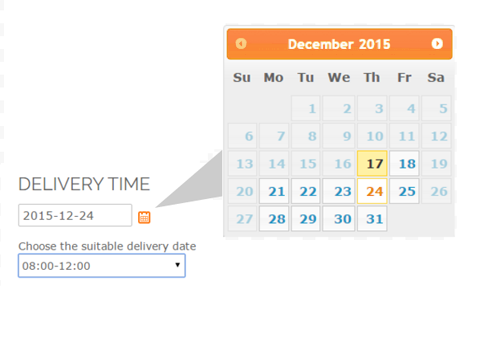 December 2015
Su Mo Tu We Th Fr Sa
1 2 3 4 5
6 7 8 9 10 11 12
13 14 15 16 17 18 19
20 21 22 23 24 25 26
27 28 29 30 31
DELIVERY TIME
2015-12-24
Choose the suitable delivery date
08:00-12:00